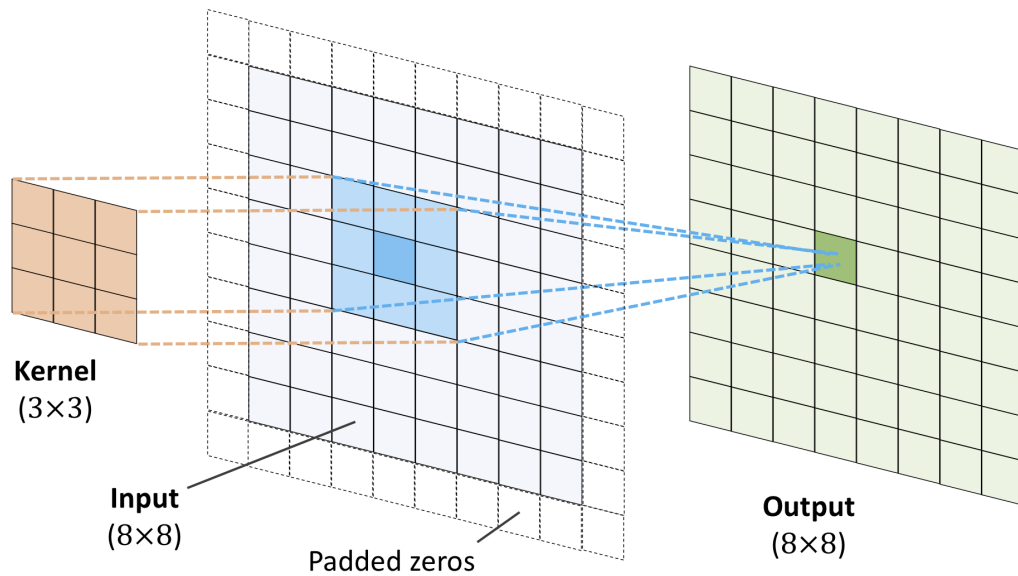 Kernel
(3×3)
Input
(8×8)
Padded zeros
Output
(8×8)